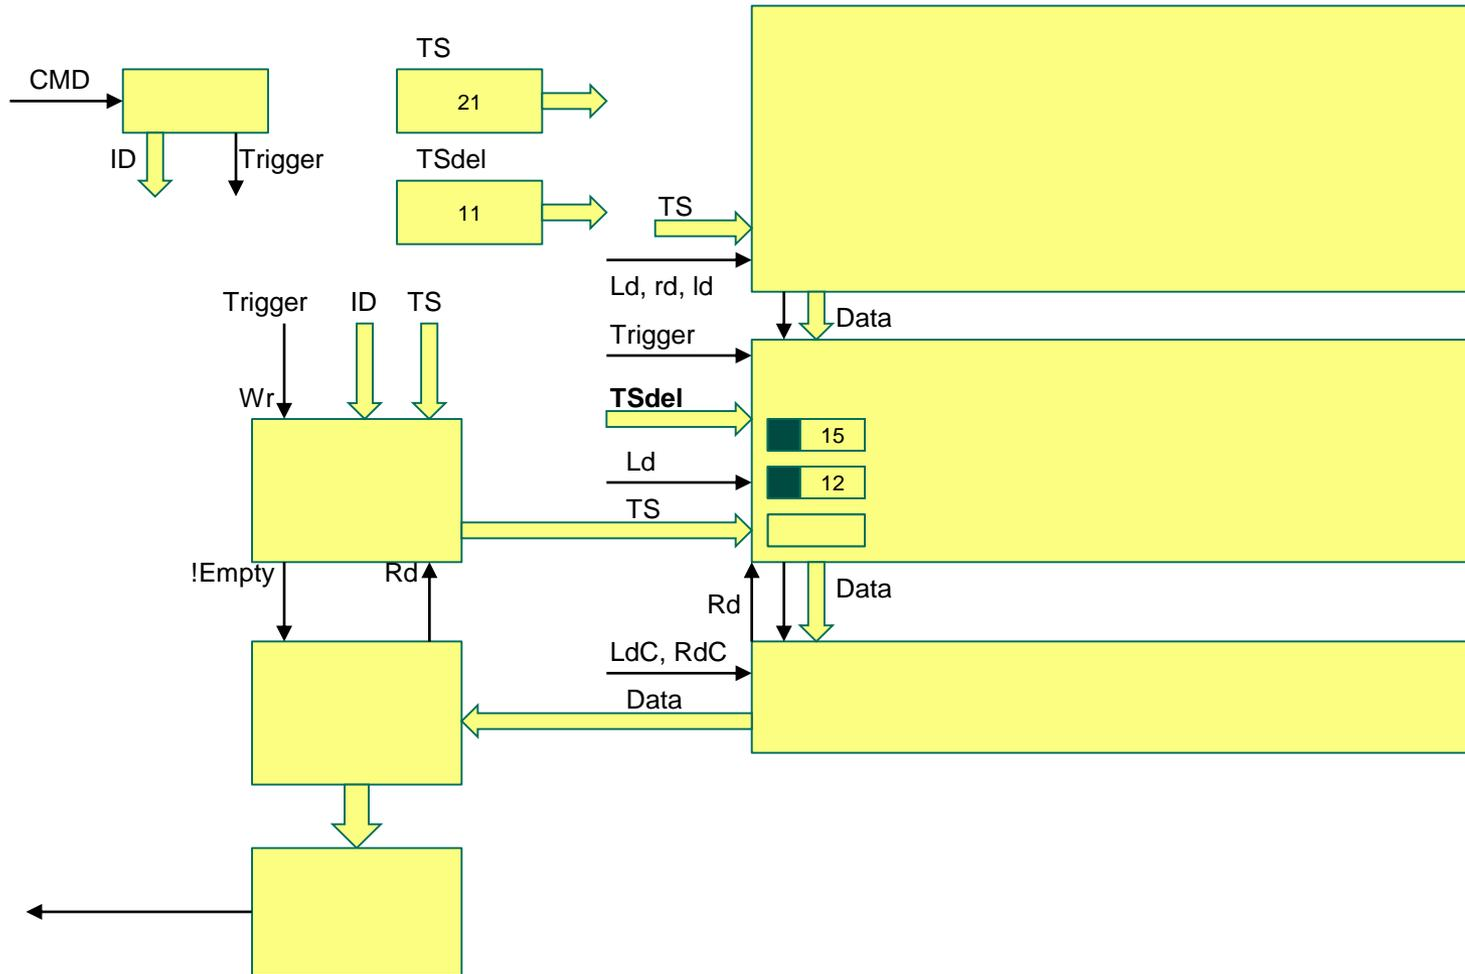 TS
CMD
21
ID
Trigger
TSdel
11
TS
Ld, rd, ld
Trigger
ID
TS
Data
Trigger
Wr
TSdel
15
Ld
12
TS
!Empty
Rd
Data
Rd
LdC, RdC
Data